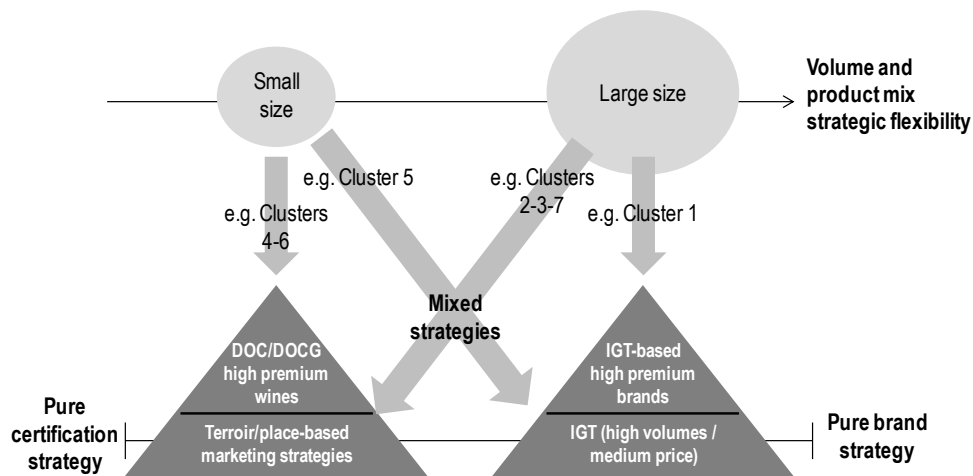 Small
size
Large size
Volume and
product mix
strategic flexibility
e.g. Cluster 5
e.g. Clusters
2-3-7
e.g. Clusters
4-6
e.g. Cluster 1
Mixed
strategies
DOC/DOCG
high premium
wines
IGT-based
high premium
brands
Pure
certification
strategy
Terroir/place-based
marketing strategies
IGT (high volumes /
medium price)
Pure brand
strategy